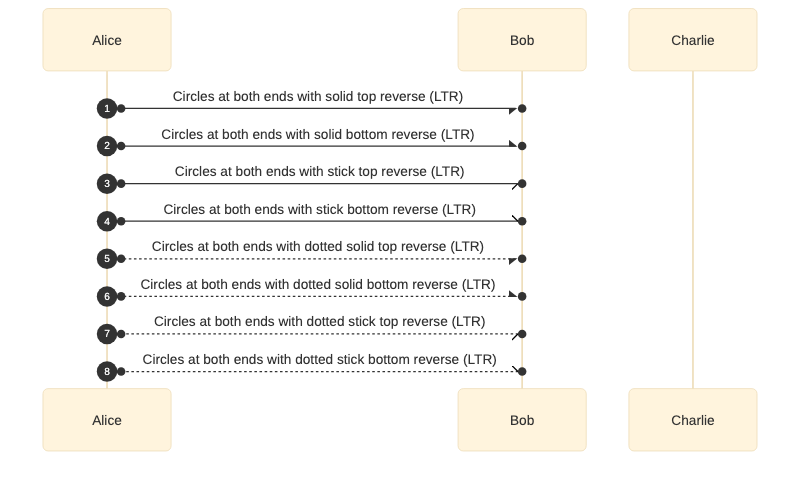 Alice Bob Charlie
Circles at both ends with solid top reverse (LTR)
1
Circles at both ends with solid bottom reverse (LTR)
2
Circles at both ends with stick top reverse (LTR)
3
Circles at both ends with stick bottom reverse (LTR)
4
Circles at both ends with dotted solid top reverse (LTR)
5
Circles at both ends with dotted solid bottom reverse (LTR)
6
Circles at both ends with dotted stick top reverse (LTR)
7
Circles at both ends with dotted stick bottom reverse (LTR)
8
Alice Bob Charlie